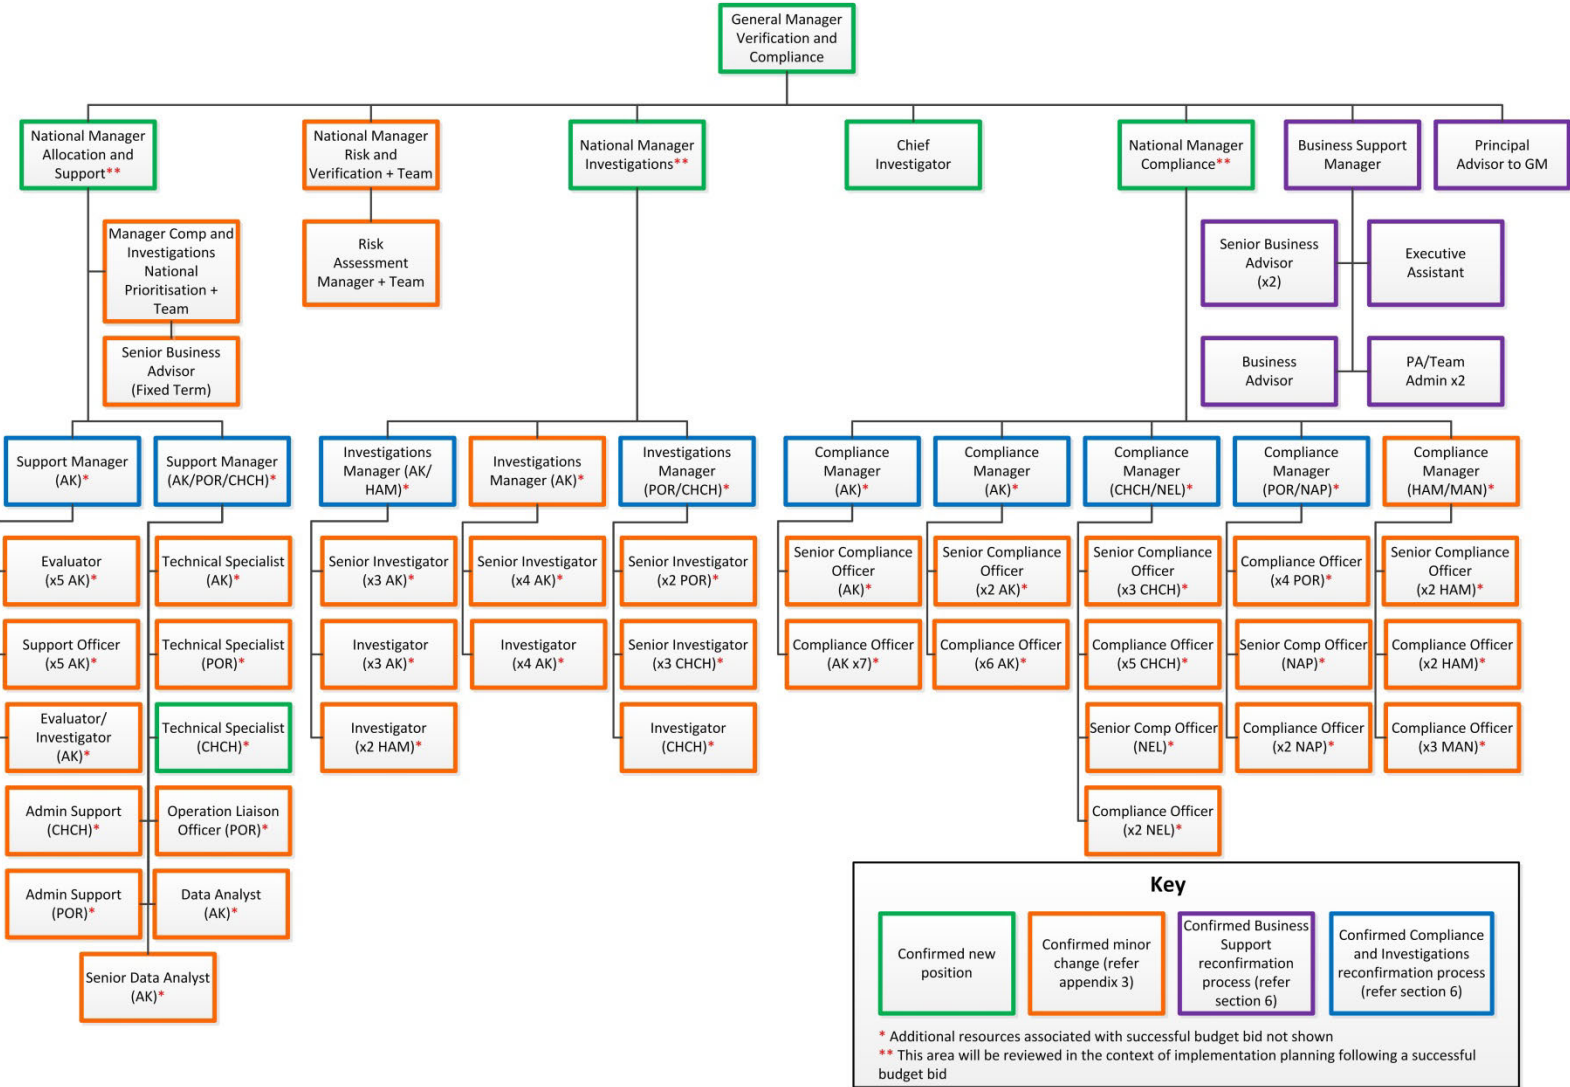 General Manager
Verification and
Compliance
National Manager
Allocation and
Support**
National Manager
Risk and
Verification + Team
National Manager
Investigations**
Chief
Investigator
National Manager
Compliance**
Business Support
Manager
Principal
Advisor to GM
Manager Comp and
Investigations
National
Prioritisation +
Team
Risk
Assessment
Manager + Team
Senior Business
Advisor
(x2)
Executive
Assistant
Senior Business
Advisor
(Fixed Term)
Business
Advisor
PA/Team
Admin x2
Support Manager
(AK)*
Support Manager
(AK/POR/CHCH)*
Investigations
Manager (AK/
HAM)*
Investigations
Manager (AK)*
Investigations
Manager
(POR/CHCH)*
Compliance
Manager
(AK)*
Compliance
Manager
(AK)*
Compliance
Manager
(CHCH/NEL)*
Compliance
Manager
(POR/NAP)*
Compliance
Manager
(HAM/MAN)*
Evaluator
(x5 AK)*
Technical Specialist
(AK)*
Senior Investigator
(x3 AK)*
Senior Investigator
(x4 AK)*
Senior Investigator
(x2 POR)*
Senior Compliance
Officer
(AK)*
Senior Compliance
Officer
(x2 AK)*
Senior Compliance
Officer
(x3 CHCH)*
Compliance Officer
(x4 POR)*
Senior Compliance
Officer
(x2 HAM)*
Support Officer
(x5 AK)*
Technical Specialist
(POR)*
Investigator
(x3 AK)*
Investigator
(x4 AK)*
Senior Investigator
(x3 CHCH)*
Compliance Officer
(AK x7)*
Compliance Officer
(x6 AK)*
Compliance Officer
(x5 CHCH)*
Senior Comp Officer
(NAP)*
Compliance Officer
(x2 HAM)*
Evaluator/
Investigator
(AK)*
Technical Specialist
(CHCH)*
Investigator
(x2 HAM)*
Investigator
(CHCH)*
Senior Comp Officer
(NEL)*
Compliance Officer
(x2 NAP)*
Compliance Officer
(x3 MAN)*
Admin Support
(CHCH)*
Operation Liaison
Officer (POR)*
Compliance Officer
(x2 NEL)*
Admin Support
(POR)*
Data Analyst
(AK)*
Senior Data Analyst
(AK)*
Key
Confirmed new
position
Confirmed minor
change (refer
appendix 3)
Confirmed Business
Support
reconfirmation
process (refer
section 6)
Confirmed Compliance
and Investigations
reconfirmation process
(refer section 6)
* Additional resources associated with successful budget bid not shown
** This area will be reviewed in the context of implementation planning following a successful
budget bid